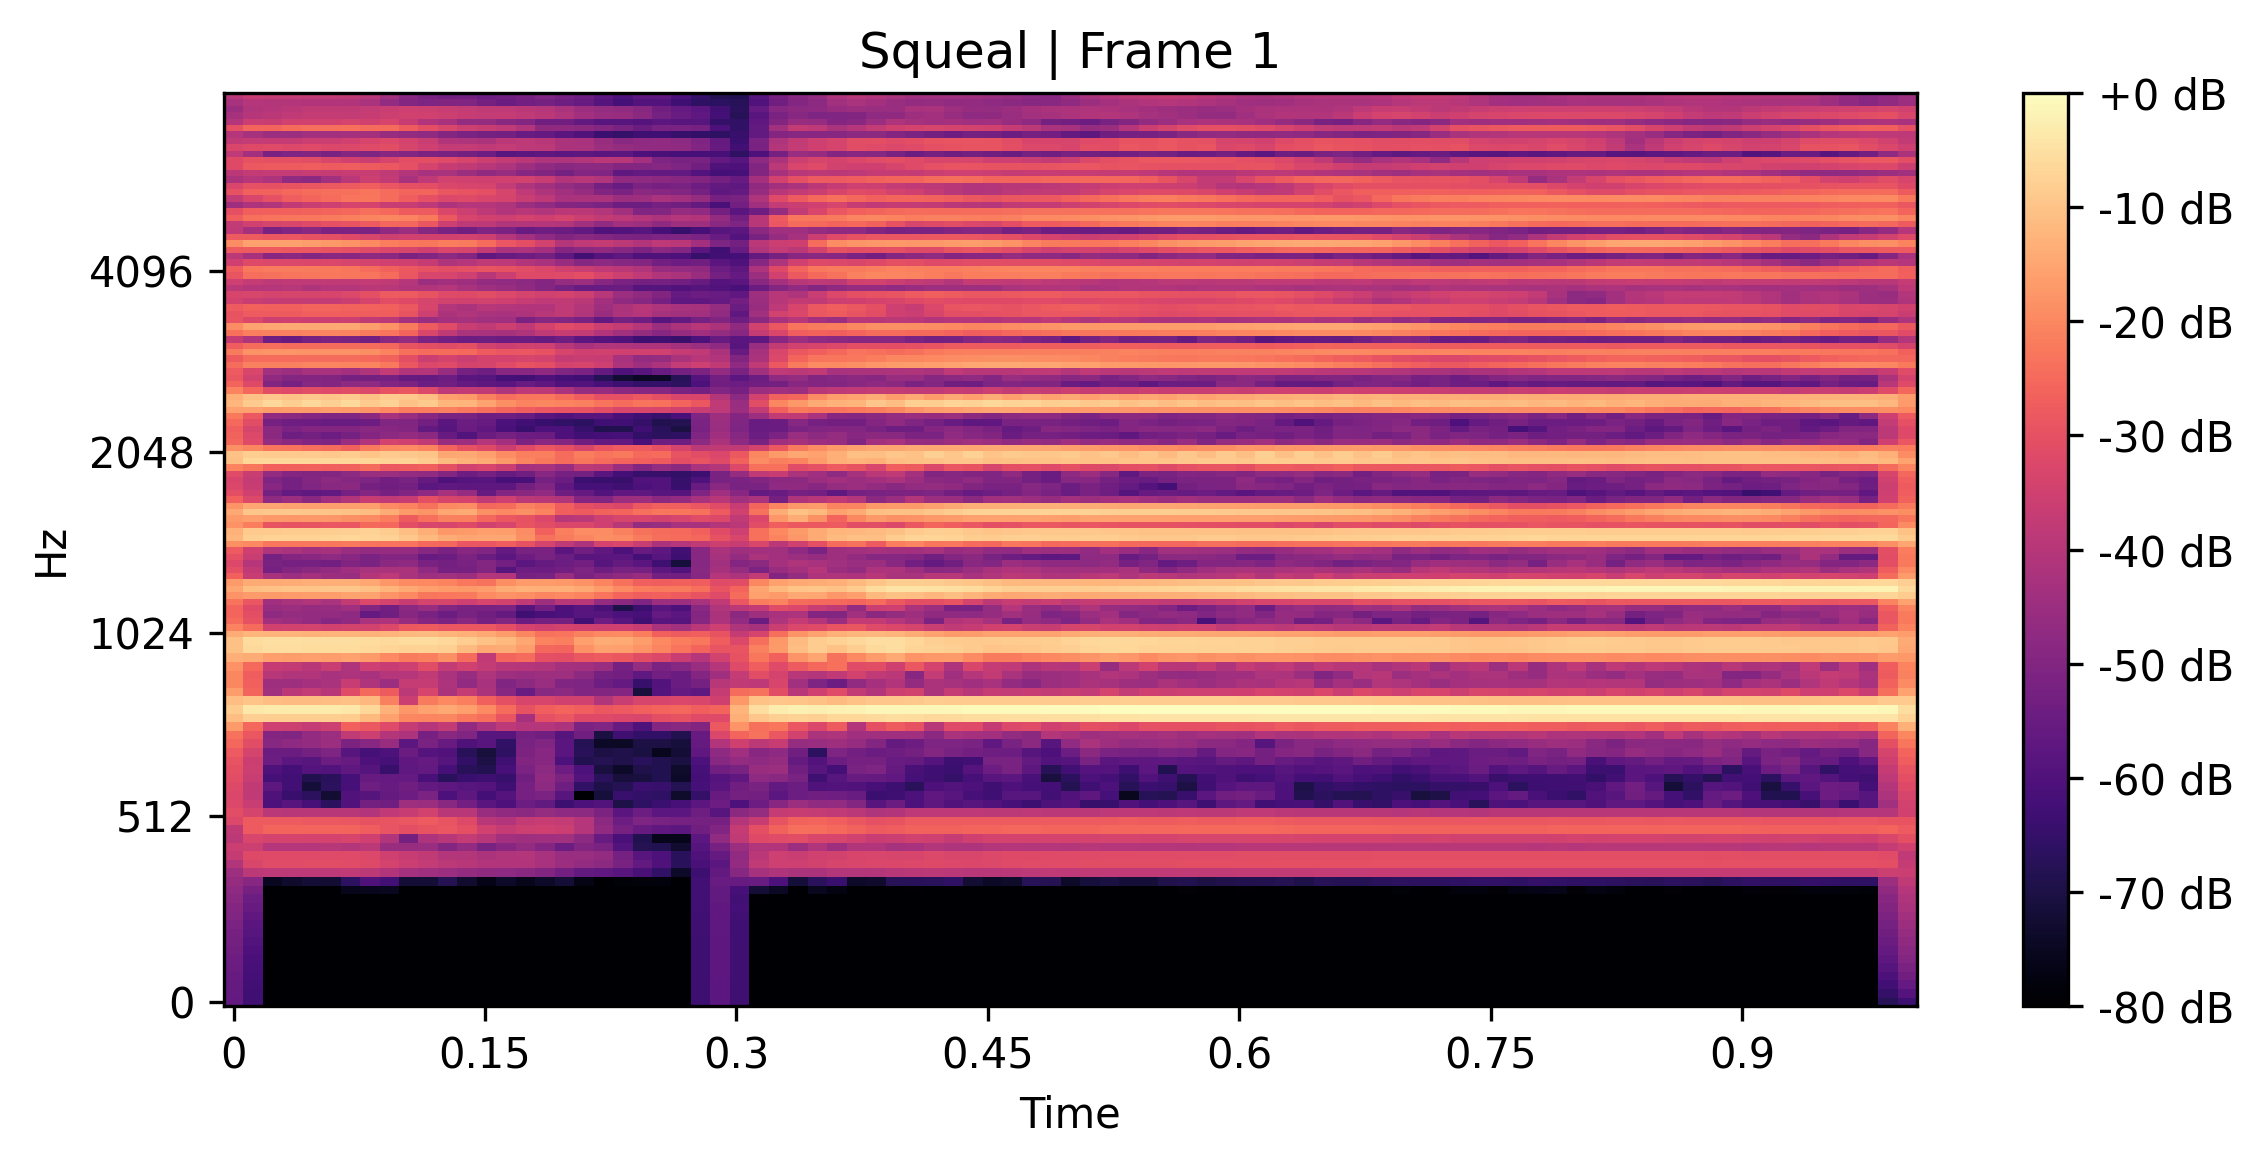 Squeal | Frame 1
+0 dB
-10 dB
-20 dB
-30 dB
-40 dB
-50 dB
-60 dB
-70 dB
-80 dB
Hz
4096
2048
1024
512
0
0 0.15 0.3 0.45 0.6 0.75 0.9
Time